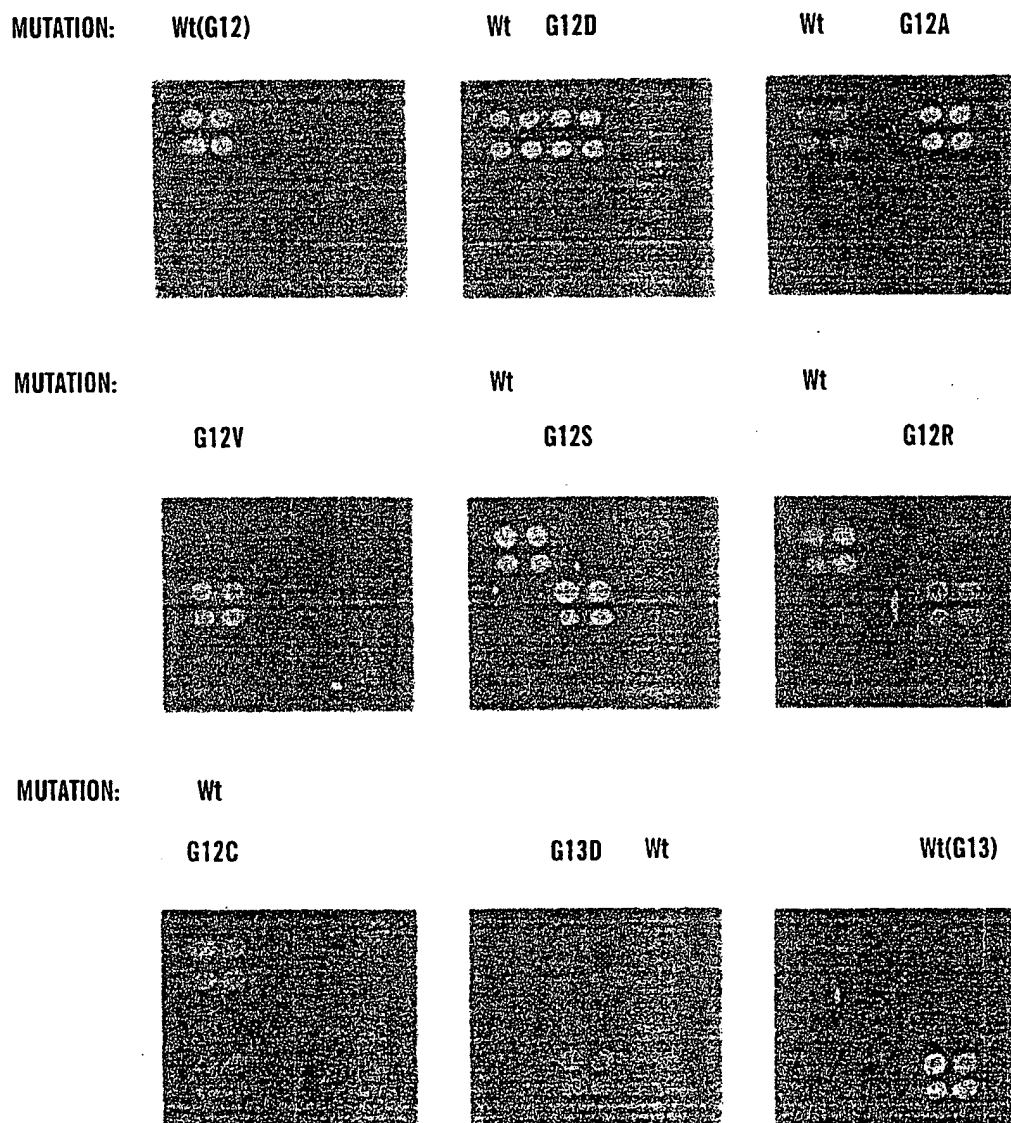 MUTATION: Wt(G12) Wt G12D Wt G12A
MUTATION: Wt Wt
G12V G12S G12R
MUTATION: Wt
G12C G13D Wt Wt(G13)